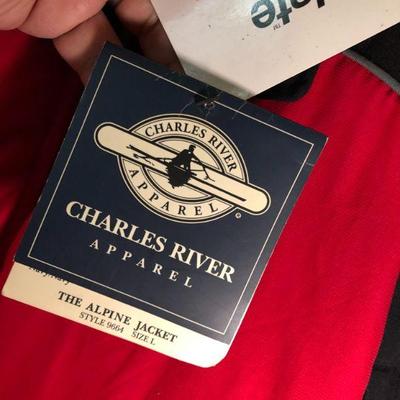 CHARLES RIVER
APPAREL
CHARLES RIVER
APPAREL
THE ALPINE JACKET
STYLE 9664 SIZE L